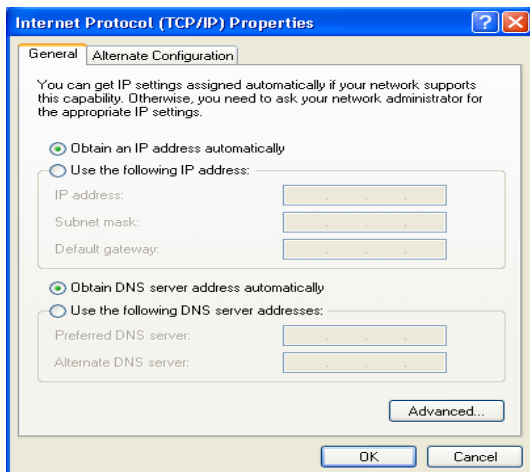 Internet Protocol (TCP/IP) Properties
General
Alternate Configuration
You can get IP settings assigned automatically if your network supports
this capability. Otherwise, you need to ask your network administrator for
the appropriate IP settings.
Obtain an IP address automatically
Use the following IP address:
IP address:
Subnet mask:
Default gateway:
Obtain DNS server address automatically
Use the following DNS server addresses:
Preferred DNS server:
Alternate DNS server:
Advanced...
OK
Cancel